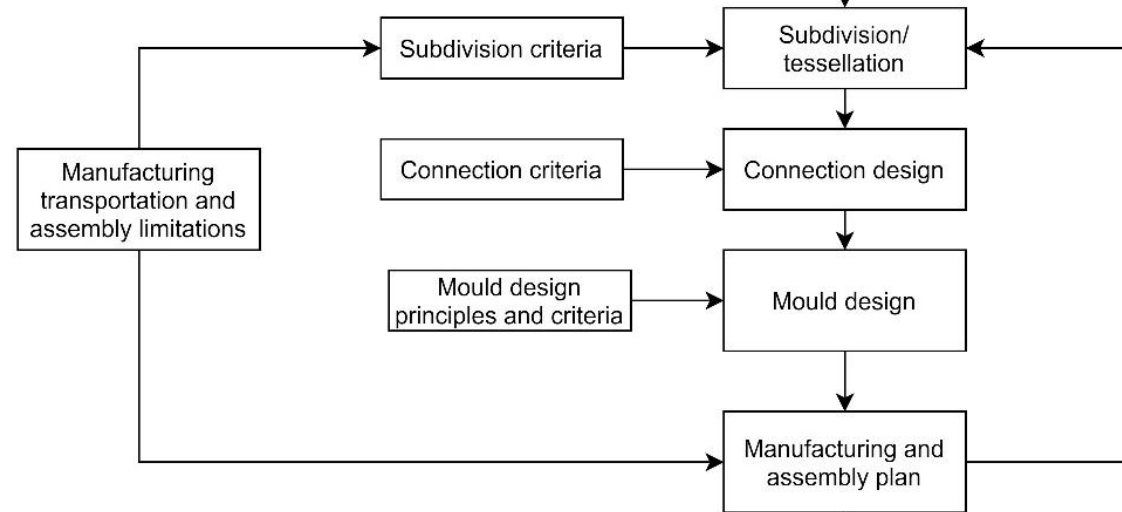 Subdivision criteria
Subdivision/
tessellation
Manufacturing
transportation and
assembly limitations
Connection criteria
Connection design
Mould design
principles and criteria
Mould design
Manufacturing and
assembly plan